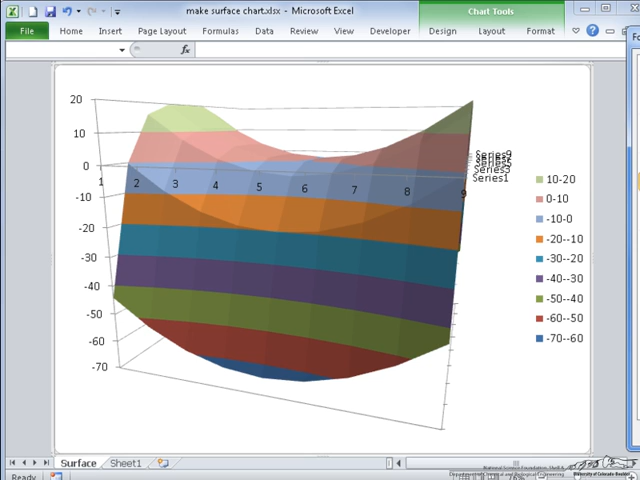 make surface chart.xlsx - Microsoft Excel
Chart Tools
File Home Insert Page Layout Formulas Data Review View Developer Design Layout Format
fx
20
10
0
-10
-20
-30
-40
-50
-60
-70
1 2 3 4 5 6 7 8 9
Series9
Series3
Series1
10-20
0-10
-10-0
-20--10
-30--20
-40--30
-50--40
-60--50
-70--60
Surface Sheet1
Ready